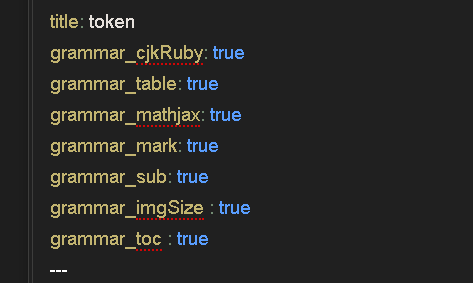 title: token
grammar_cjkRuby: true
grammar_table: true
grammar_mathjax: true
grammar_mark: true
grammar_sub: true
grammar_imgSize : true
grammar_toc : true
---